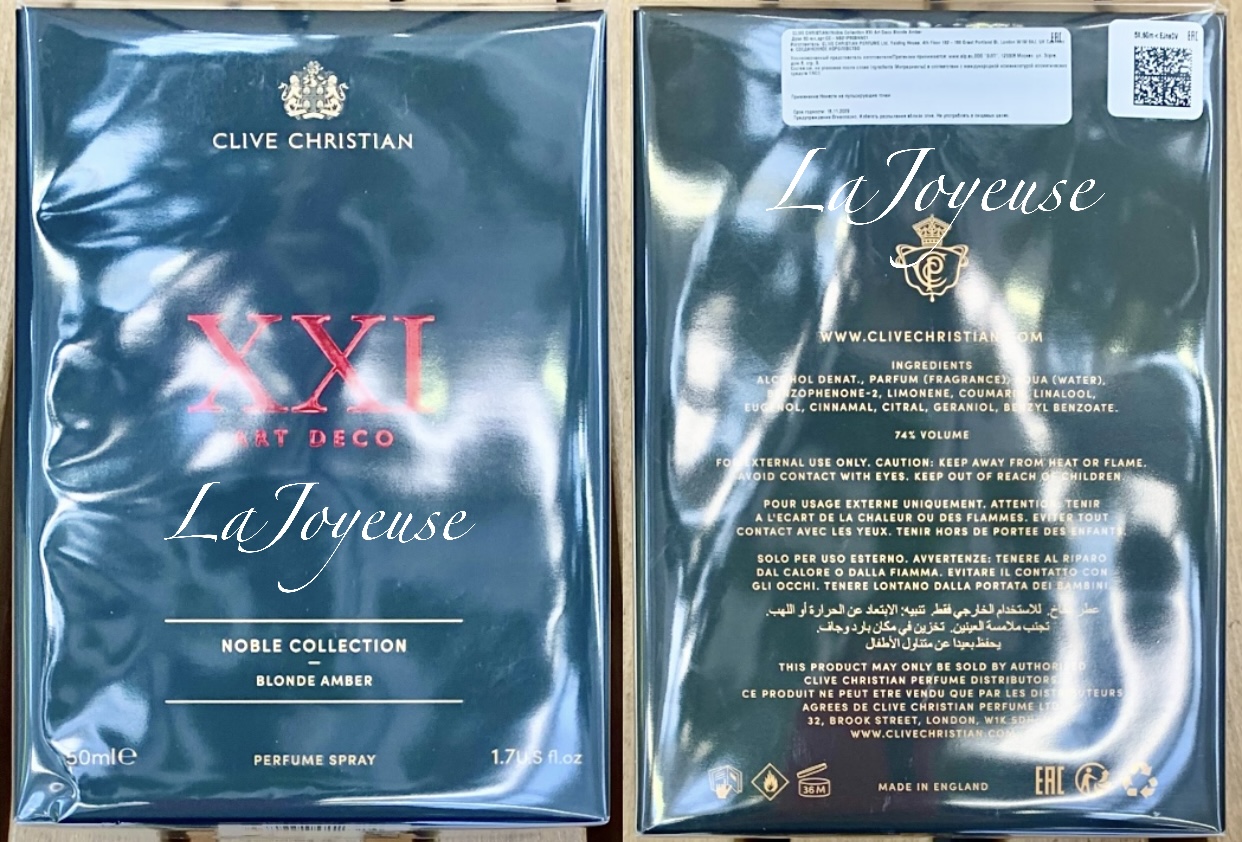 CLIVE CHRISTIAN
XXI
ART DECO
LaJoyeuse
NOBLE COLLECTION
BLONDE AMBER
50ml℮
PERFUME SPRAY
1.7U.S fl.oz
EAC
EAC
LaJoyeuse
WWW.CLIVECHRISTIAN.COM
INGREDIENTS
ALCOHOL DENAT., PARFUM (FRAGRANCE), AQUA (WATER),
BENZOPHENONE-2, LIMONENE, COUMARIN, LINALOOL,
EUGENOL, CINNAMAL, CITRAL, GERANIOL, BENZYL BENZOATE.
74% VOLUME
FOR EXTERNAL USE ONLY. CAUTION: KEEP AWAY FROM HEAT OR FLAME.
AVOID CONTACT WITH EYES. KEEP OUT OF REACH OF CHILDREN.
POUR USAGE EXTERNE UNIQUEMENT. ATTENTION: TENIR
A L'ECART DE LA CHALEUR OU DES FLAMMES. EVITER TOUT
CONTACT AVEC LES YEUX. TENIR HORS DE PORTEE DES ENFANTS.
SOLO PER USO ESTERNO. AVVERTENZE: TENERE AL RIPARO
DAL CALORE O DALLA FIAMMA. EVITARE IL CONTATTO CON
GLI OCCHI. TENERE LONTANO DALLA PORTATA DEI BAMBINI.
عطر بخاخ. للاستخدام الخارجي فقط. تنبيه: الابتعاد عن الحرارة أو اللهب.
تجنب ملامسة العينين. تخزين في مكان بارد وجاف.
يحفظ بعيدا عن متناول الأطفال
THIS PRODUCT MAY ONLY BE SOLD BY AUTHORISED
CLIVE CHRISTIAN PERFUME DISTRIBUTORS.
CE PRODUIT NE PEUT ETRE VENDU QUE PAR LES DISTRIBUTEURS
AGREES DE CLIVE CHRISTIAN PERFUME LTD
32, BROOK STREET, LONDON, W1K 5DH
WWW.CLIVECHRISTIAN.COM
36 M
MADE IN ENGLAND
EAC